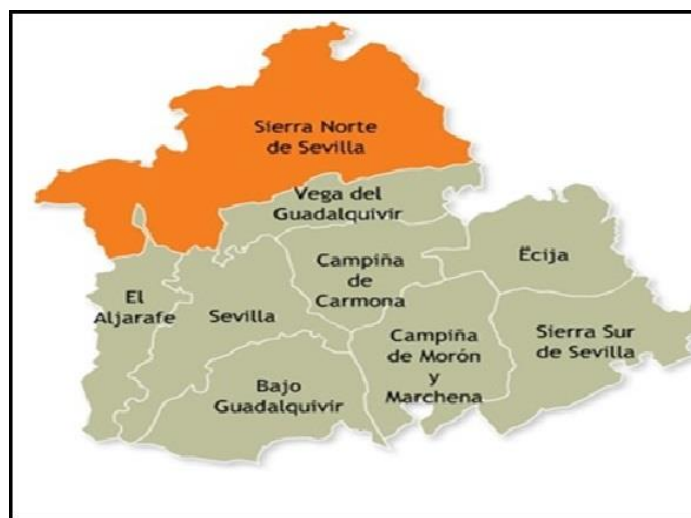 Sierra Norte
de Sevilla
Vega del
Guadalquivir
Écija
Campiña
de
Carmona
El
Aljarafe
Sevilla
Sierra Sur
de Sevilla
Campiña
de Morón
y
Marchena
Bajo
Guadalquivir